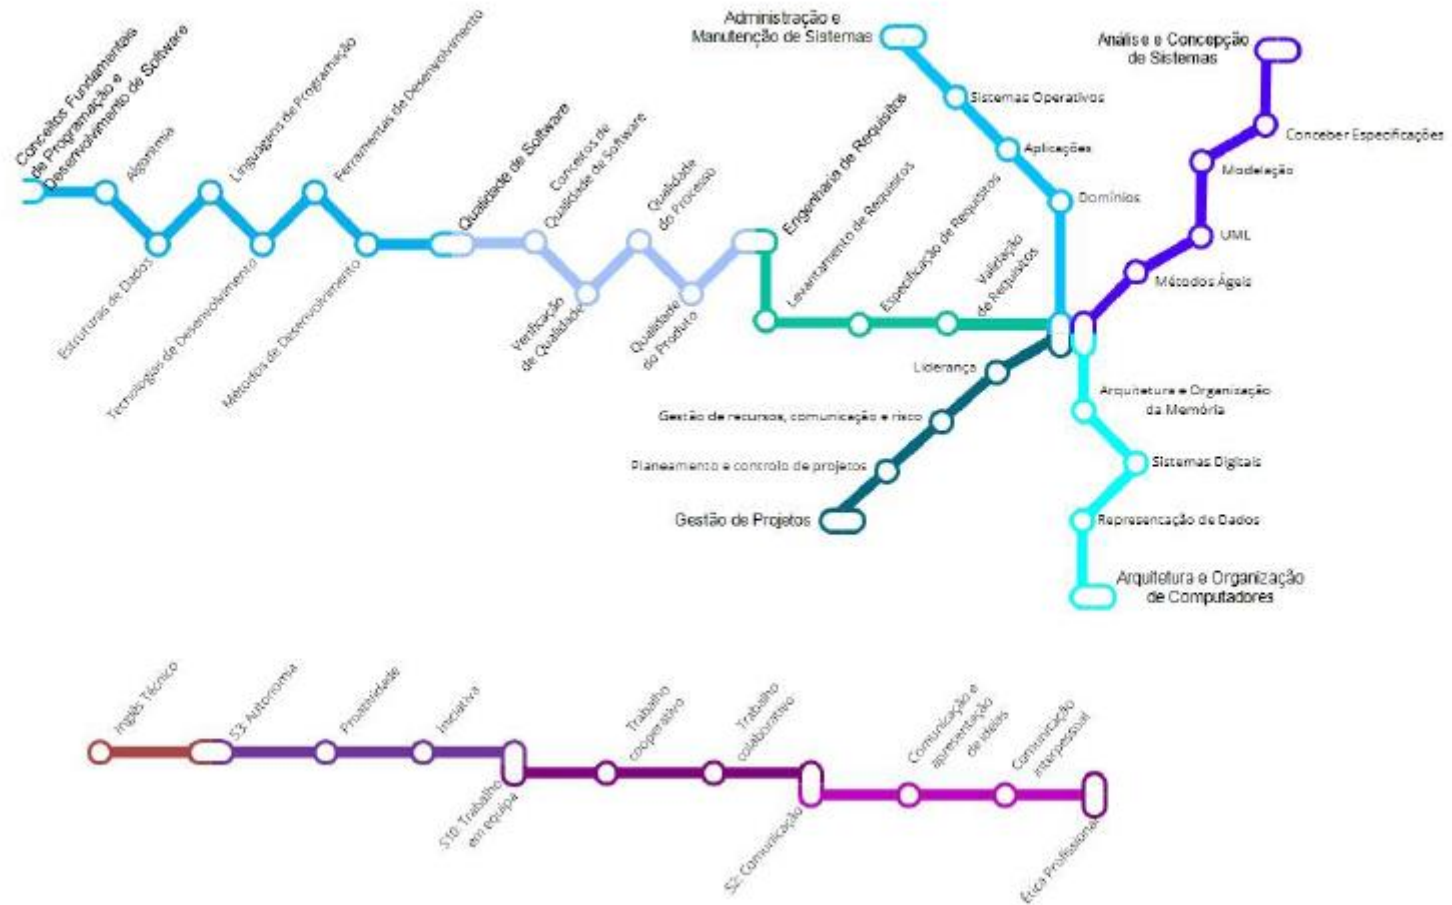 Conceitos Fundamentais
de Programação e
Desenvolvimento de Software
Algoritmia
Linguagens de Programação
Ferramentas de Desenvolvimento
Estruturas de Dados
Tecnologias de Desenvolvimento
Métodos de Desenvolvimento
Qualidade de Software
Conceitos de
Qualidade de Software
Qualidade
do Processo
Verificação
de Qualidade
Qualidade
do Produto
Engenharia de Requisitos
Levantamento de Requisitos
Especificação de Requisitos
Validação
de Requisitos
Administração e
Manutenção de Sistemas
Sistemas Operativos
Aplicações
Domínios
Análise e Concepção
de Sistemas
Conceber Especificações
Modelação
UML
Métodos Ágeis
Liderança
Gestão de recursos, comunicação e risco
Planeamento e controlo de projetos
Gestão de Projetos
Arquitetura e Organização
da Memória
Sistemas Digitais
Representação de Dados
Arquitetura e Organização
de Computadores
Inglês Técnico
S3: Autonomia
Proatividade
Iniciativa
S10: Trabalho
em equipa
Trabalho
cooperativo
Trabalho
colaborativo
S2: Comunicação
Comunicação e
apresentação
de ideias
Comunicação
interpessoal
Ética Profissional